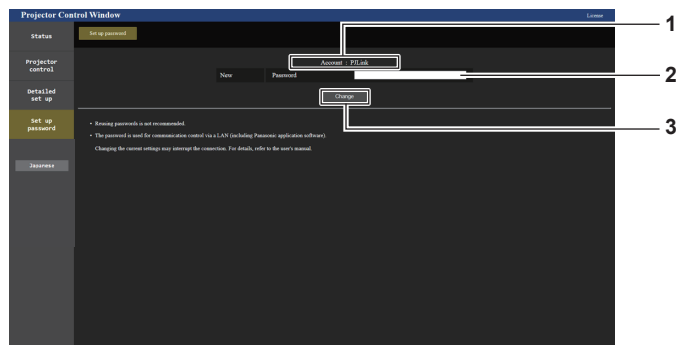 Projector Control Window
License
1
Status
Set up password
Projector
control
Account : PJLink
New Password
2
Detailed
set up
Change
Set up
password
3
• Reusing passwords is not recommended.
• The password is used for communication control via a LAN (including Panasonic application software).
Changing the current settings may interrupt the connection. For details, refer to the user's manual.
Japanese